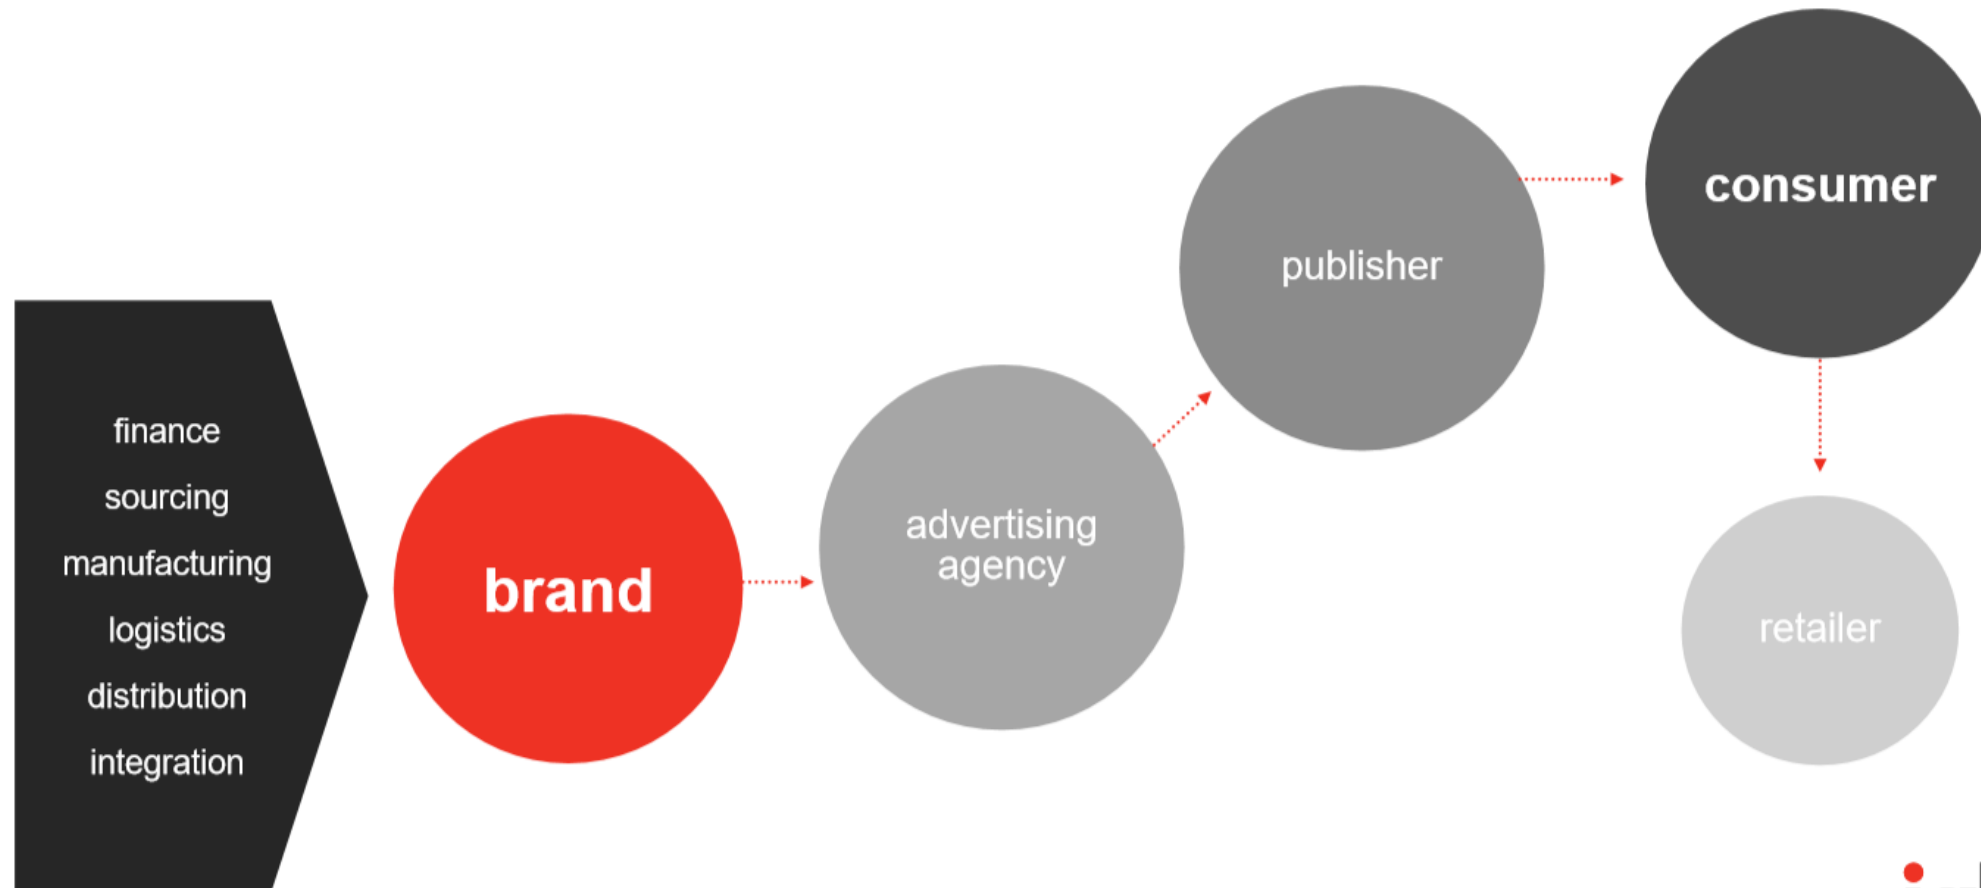 finance
sourcing
manufacturing
logistics
distribution
integration
brand
advertising
agency
publisher
consumer
retailer